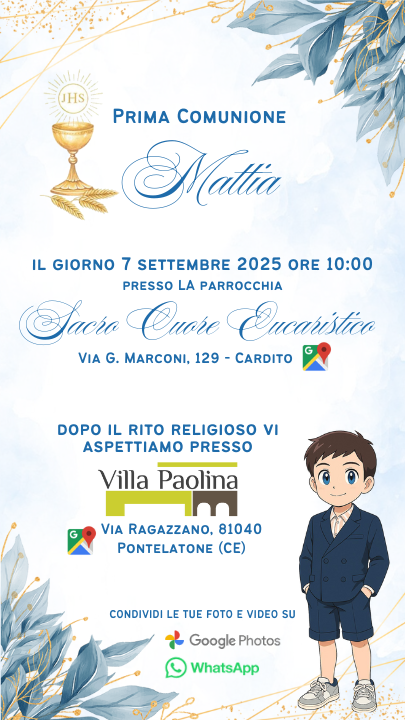 JHS
Prima Comunione
Mattia
il giorno 7 settembre 2025 ore 10:00
presso LA parrocchia
Sacro Cuore Eucaristico
Via G. Marconi, 129 - Cardito
G
dopo il rito religioso vi
aspettiamo presso
Villa Paolina
G
Via Ragazzano, 81040
Pontelatone (CE)
condividi le tue foto e video su
Google Photos
WhatsApp